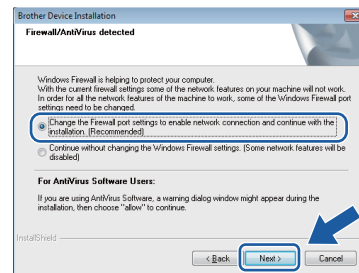 Brother Device Installation
Firewall/AntiVirus detected
Windows Firewall is helping to protect your computer.
With the current firewall settings some of the network features on your machine will not work.
In order for all the network features of the machine to work, some of the Windows Firewall port
settings need to be changed.
Change the Firewall port settings to enable network connection and continue with the
installation. (Recommended)
Continue without changing the Windows Firewall settings. (Some network features will be
disabled)
For AntiVirus Software Users:
If you are using AntiVirus Software, a warning dialog window might appear during the
installation, then choose "allow" to continue.
InstallShield
< Back
Next >
Cancel